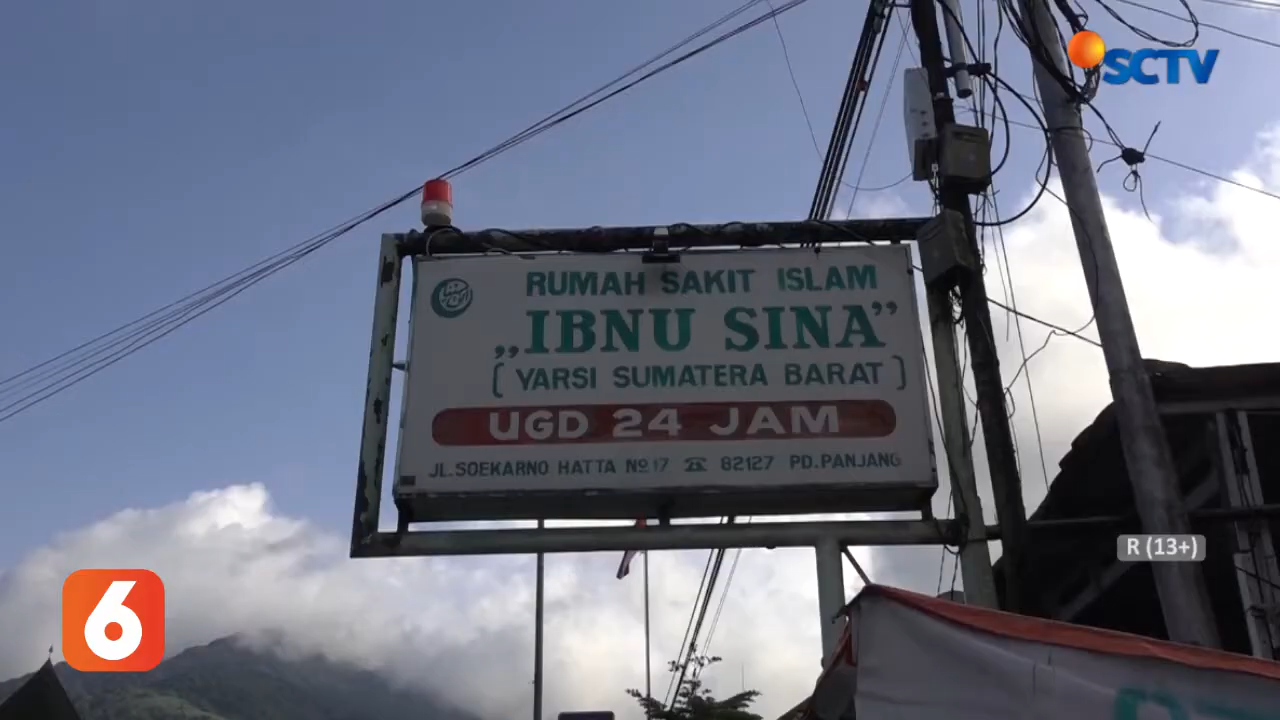 SCTV
RUMAH SAKIT ISLAM
„IBNU SINA”
(YARSI SUMATERA BARAT)
UGD 24 JAM
JL.SOEKARNO HATTA No 17 ☎ 82127 PD.PANJANG
R (13+)
6